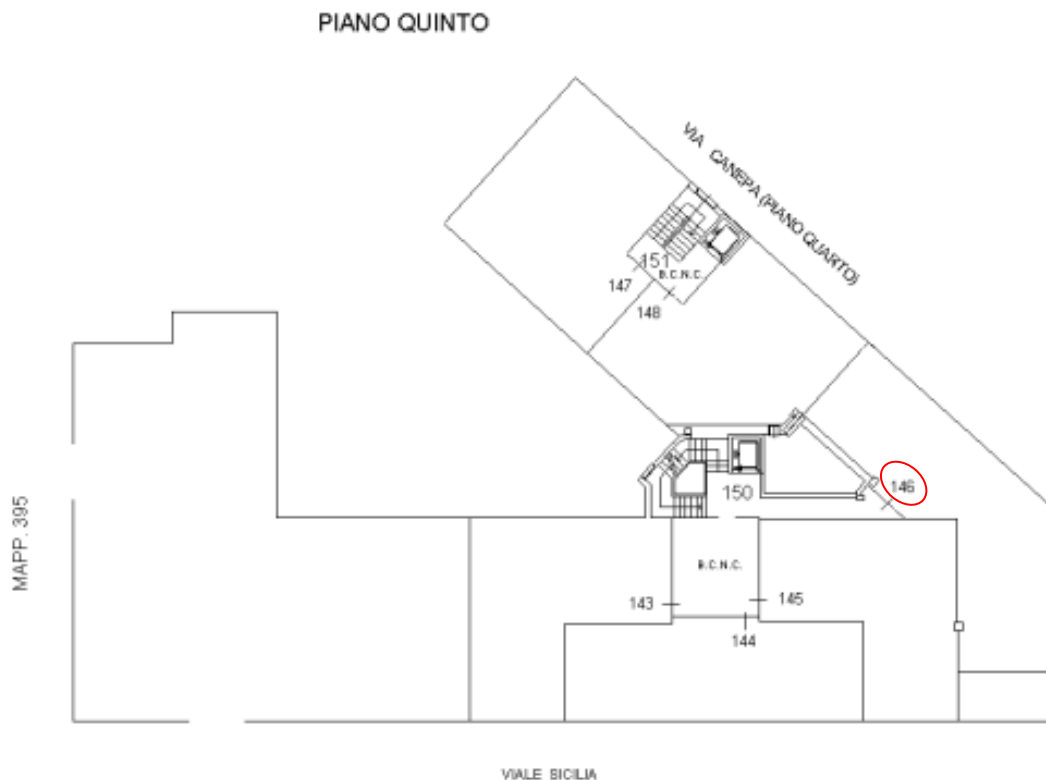 PIANO QUINTO
VIA CANEPA (PIANO QUARTO)
151
B.C.N.C.
147
148
146
150
MAPP. 395
B.C.N.C.
143
145
144
VIALE SICILIA